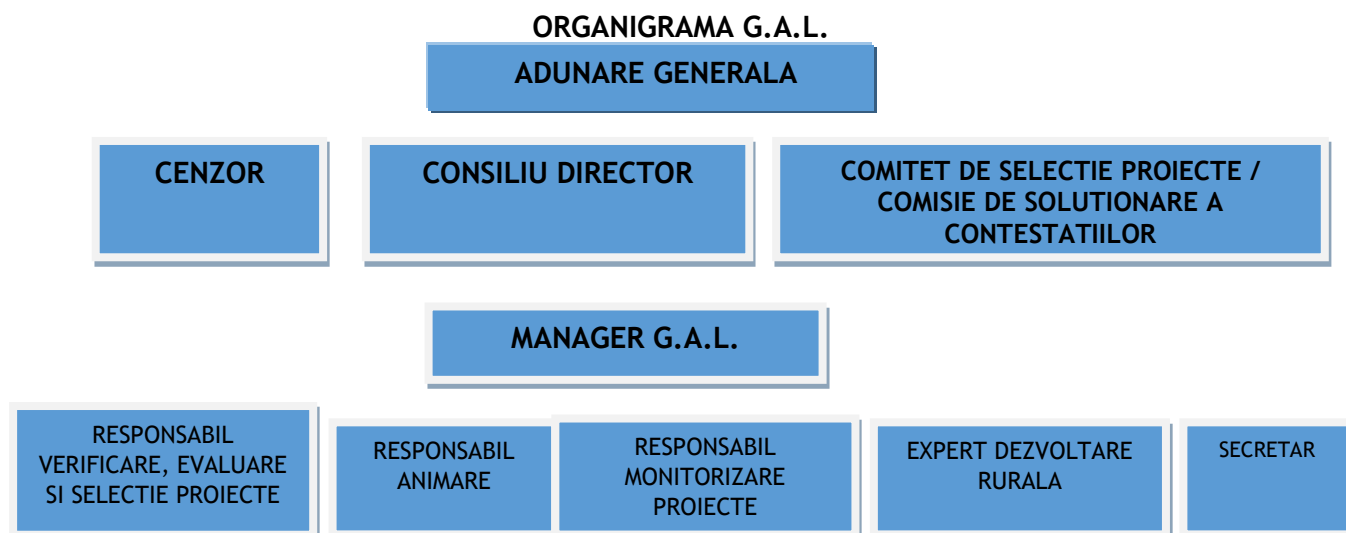 ORGANIGRAMA G.A.L.
ADUNARE GENERALA
CENZOR
CONSILIU DIRECTOR
COMITET DE SELECTIE PROIECTE /
COMISIE DE SOLUTIONARE A
CONTESTATIILOR
MANAGER G.A.L.
RESPONSABIL
VERIFICARE, EVALUARE
SI SELECTIE PROIECTE
RESPONSABIL
ANIMARE
RESPONSABIL
MONITORIZARE
PROIECTE
EXPERT DEZVOLTARE
RURALA
SECRETAR